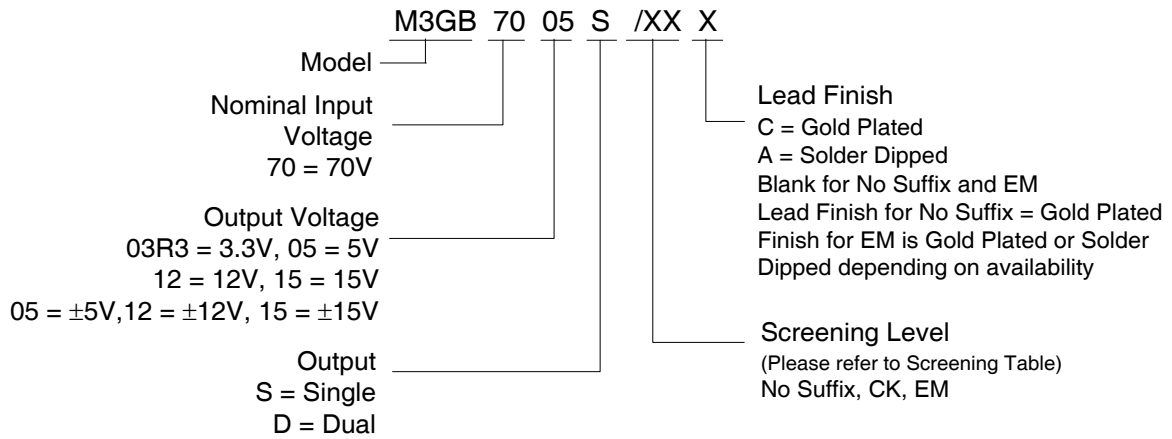 M3GB 70 05 S /XX X
Model
Nominal Input
Voltage
70 = 70V
Output Voltage
03R3 = 3.3V, 05 = 5V
12 = 12V, 15 = 15V
05 = ±5V,12 = ±12V, 15 = ±15V
Output
S = Single
D = Dual
Lead Finish
C = Gold Plated
A = Solder Dipped
Blank for No Suffix and EM
Lead Finish for No Suffix = Gold Plated
Finish for EM is Gold Plated or Solder
Dipped depending on availability
Screening Level
(Please refer to Screening Table)
No Suffix, CK, EM